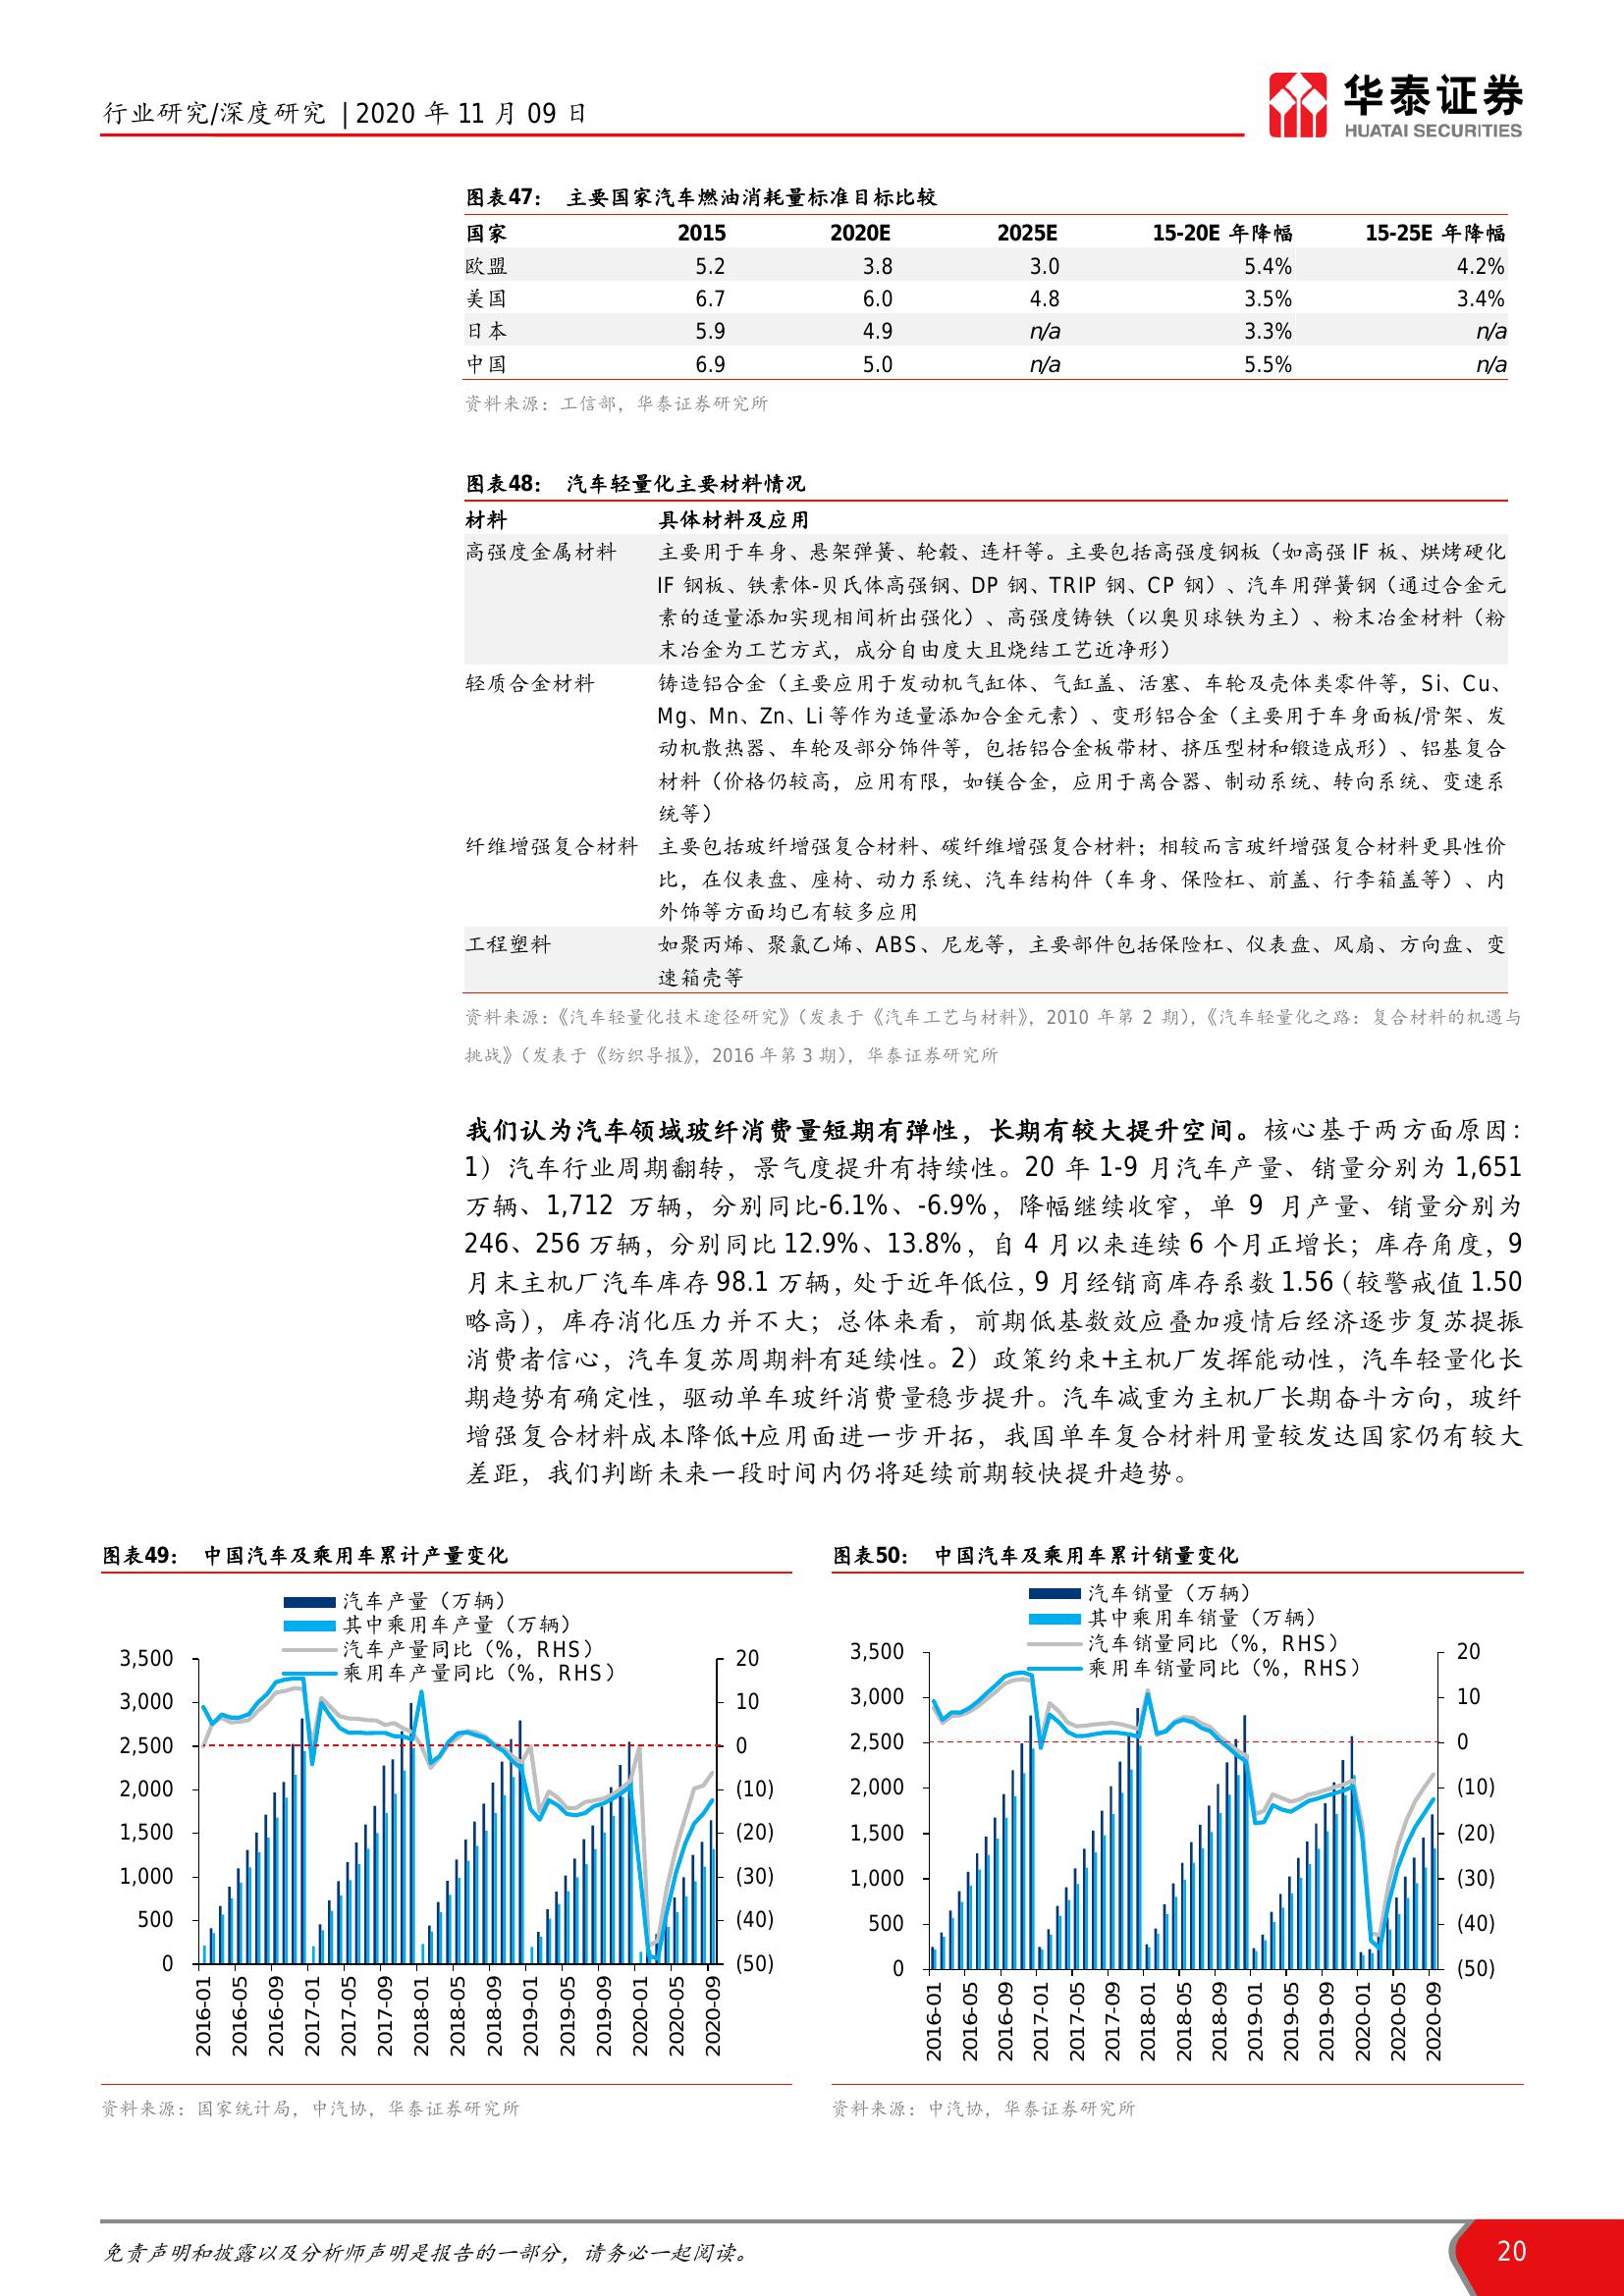 行业研究/深度研究 | 2020 年 11 月 09 日
华泰证券
HUATAI SECURITIES
图表47： 主要国家汽车燃油消耗量标准目标比较
国家 2015 2020E 2025E 15-20E 年降幅 15-25E 年降幅
欧盟 5.2 3.8 3.0 5.4% 4.2%
美国 6.7 6.0 4.8 3.5% 3.4%
日本 5.9 4.9 n/a 3.3% n/a
中国 6.9 5.0 n/a 5.5% n/a
资料来源：工信部，华泰证券研究所
图表48： 汽车轻量化主要材料情况
材料 具体材料及应用
高强度金属材料 主要用于车身、悬架弹簧、轮毂、连杆等。主要包括高强度钢板（如高强 IF 板、烘烤硬化
IF 钢板、铁素体-贝氏体高强钢、DP 钢、TRIP 钢、CP 钢）、汽车用弹簧钢（通过合金元
素的适量添加实现相间析出强化）、高强度铸铁（以奥贝球铁为主）、粉末冶金材料（粉
末冶金为工艺方式，成分自由度大且烧结工艺近净形）
轻质合金材料 铸造铝合金（主要应用于发动机气缸体、气缸盖、活塞、车轮及壳体类零件等，Si、Cu、
Mg、Mn、Zn、Li 等作为适量添加合金元素）、变形铝合金（主要用于车身面板/骨架、发
动机散热器、车轮及部分饰件等，包括铝合金板带材、挤压型材和锻造成形）、铝基复合
材料（价格仍较高，应用有限，如镁合金，应用于离合器、制动系统、转向系统、变速系
统等）
纤维增强复合材料 主要包括玻纤增强复合材料、碳纤维增强复合材料；相较而言玻纤增强复合材料更具性价
比，在仪表盘、座椅、动力系统、汽车结构件（车身、保险杠、前盖、行李箱盖等）、内
外饰等方面均已有较多应用
工程塑料 如聚丙烯、聚氯乙烯、ABS、尼龙等，主要部件包括保险杠、仪表盘、风扇、方向盘、变
速箱壳等
资料来源：《汽车轻量化技术途径研究》（发表于《汽车工艺与材料》，2010 年第 2 期），《汽车轻量化之路：复合材料的机遇与
挑战》（发表于《纺织导报》，2016 年第 3 期），华泰证券研究所
我们认为汽车领域玻纤消费量短期有弹性，长期有较大提升空间。核心基于两方面原因：
1）汽车行业周期翻转，景气度提升有持续性。20 年 1-9 月汽车产量、销量分别为 1,651
万辆、1,712 万辆，分别同比-6.1%、-6.9%，降幅继续收窄，单 9 月产量、销量分别为
246、256 万辆，分别同比 12.9%、13.8%，自 4 月以来连续 6 个月正增长；库存角度，9
月末主机厂汽车库存 98.1 万辆，处于近年低位，9 月经销商库存系数 1.56（较警戒值 1.50
略高），库存消化压力并不大；总体来看，前期低基数效应叠加疫情后经济逐步复苏提振
消费者信心，汽车复苏周期料有延续性。2）政策约束+主机厂发挥能动性，汽车轻量化长
期趋势有确定性，驱动单车玻纤消费量稳步提升。汽车减重为主机厂长期奋斗方向，玻纤
增强复合材料成本降低+应用面进一步开拓，我国单车复合材料用量较发达国家仍有较大
差距，我们判断未来一段时间内仍将延续前期较快提升趋势。
图表49： 中国汽车及乘用车累计产量变化
汽车产量（万辆）
其中乘用车产量（万辆）
汽车产量同比（%，RHS）
乘用车产量同比（%，RHS）
3,500 20
3,000 10
2,500 0
2,000 (10)
1,500 (20)
1,000 (30)
500 (40)
0 (50)
2016-01 2016-05 2016-09 2017-01 2017-05 2017-09 2018-01 2018-05 2018-09 2019-01 2019-05 2019-09 2020-01 2020-05 2020-09
资料来源：国家统计局，中汽协，华泰证券研究所
图表50： 中国汽车及乘用车累计销量变化
汽车销量（万辆）
其中乘用车销量（万辆）
汽车销量同比（%，RHS）
乘用车销量同比（%，RHS）
3,500 20
3,000 10
2,500 0
2,000 (10)
1,500 (20)
1,000 (30)
500 (40)
0 (50)
2016-01 2016-05 2016-09 2017-01 2017-05 2017-09 2018-01 2018-05 2018-09 2019-01 2019-05 2019-09 2020-01 2020-05 2020-09
资料来源：中汽协，华泰证券研究所
免责声明和披露以及分析师声明是报告的一部分，请务必一起阅读。
20